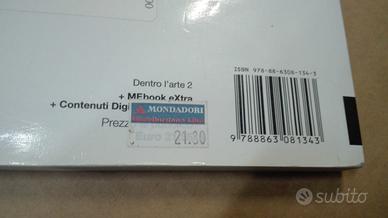 ISBN 978-88-6308-134-3
Dentro l'arte 2
+ MEbook eXtra
+ Contenuti Digi
MONDADORI
Prezz
Euro
21.80
9 788863 081343
subito